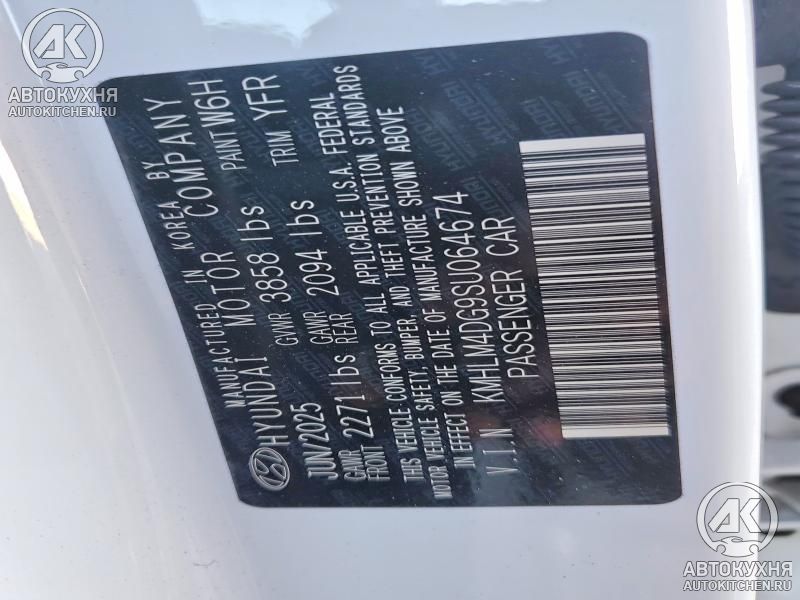 АВТОКУХНЯ
AUTOKITCHEN.RU
MANUFACTURED IN KOREA BY
HYUNDAI MOTOR COMPANY
JUN/2025 GVWR 3858 lbs PAINT W6H
GAWR FRONT 2271 lbs GAWR REAR 2094 lbs TRIM YFR
THIS VEHICLE CONFORMS TO ALL APPLICABLE U.S.A. FEDERAL
MOTOR VEHICLE SAFETY, BUMPER, AND THEFT PREVENTION STANDARDS
IN EFFECT ON THE DATE OF MANUFACTURE SHOWN ABOVE
V.I.N KMHLM4DG9SU064674
PASSENGER CAR
АВТОКУХНЯ
AUTOKITCHEN.RU